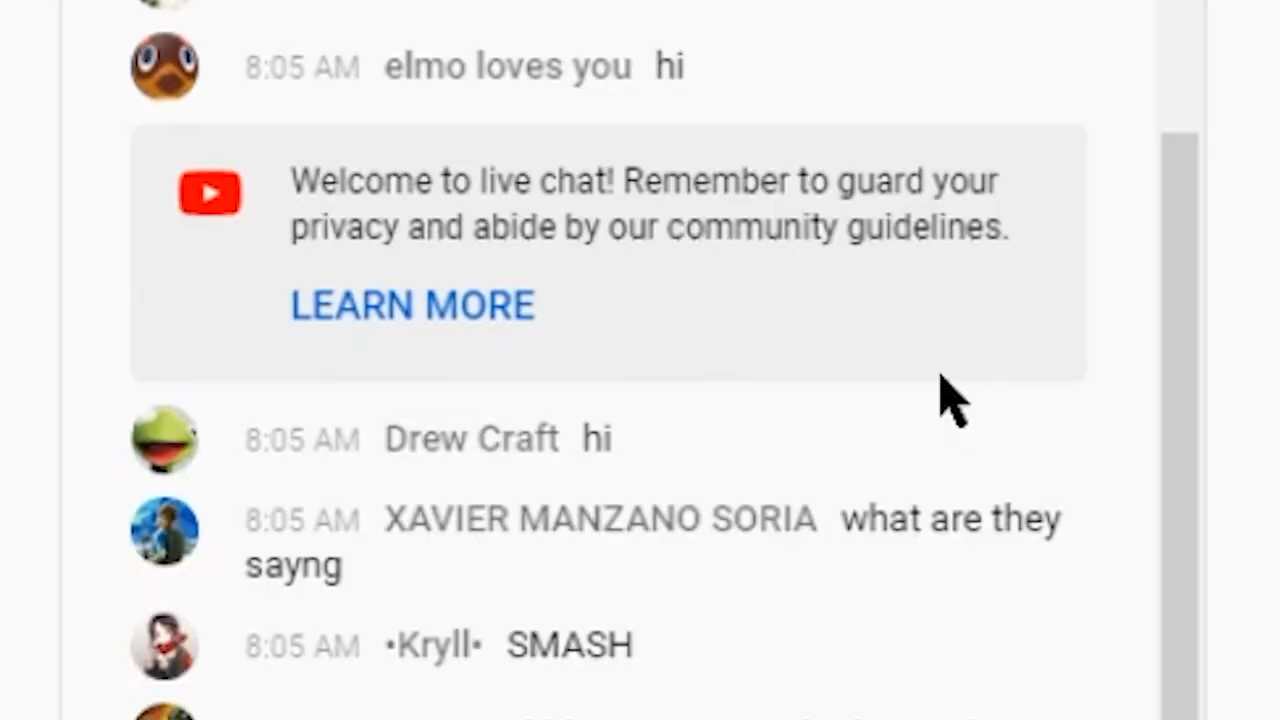 8:05 AM elmo loves you hi
Welcome to live chat! Remember to guard your
privacy and abide by our community guidelines.
LEARN MORE
8:05 AM Drew Craft hi
8:05 AM XAVIER MANZANO SORIA what are they
sayng
8:05 AM •Kryll• SMASH